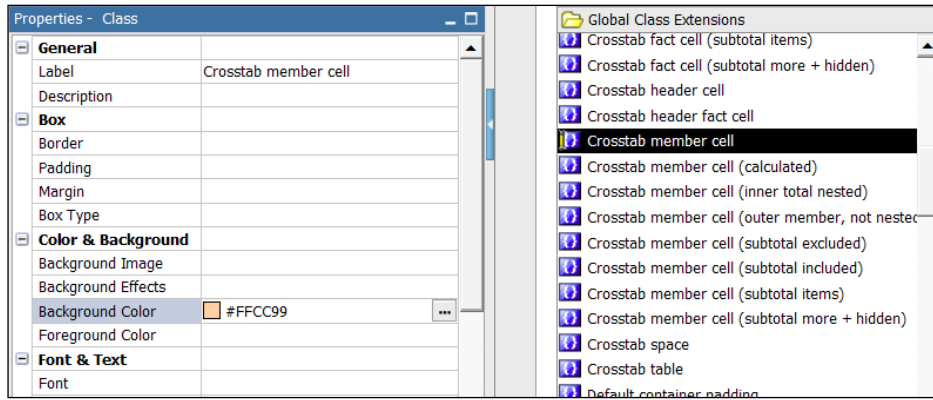 Properties - Class
General
Label Crosstab member cell
Description
Box
Border
Padding
Margin
Box Type
Color & Background
Background Image
Background Effects
Background Color #FFCC99 ...
Foreground Color
Font & Text
Font
Global Class Extensions
Crosstab fact cell (subtotal items)
Crosstab fact cell (subtotal more + hidden)
Crosstab header cell
Crosstab header fact cell
Crosstab member cell
Crosstab member cell (calculated)
Crosstab member cell (inner total nested)
Crosstab member cell (outer member, not nested
Crosstab member cell (subtotal excluded)
Crosstab member cell (subtotal included)
Crosstab member cell (subtotal items)
Crosstab member cell (subtotal more + hidden)
Crosstab space
Crosstab table
Default container padding